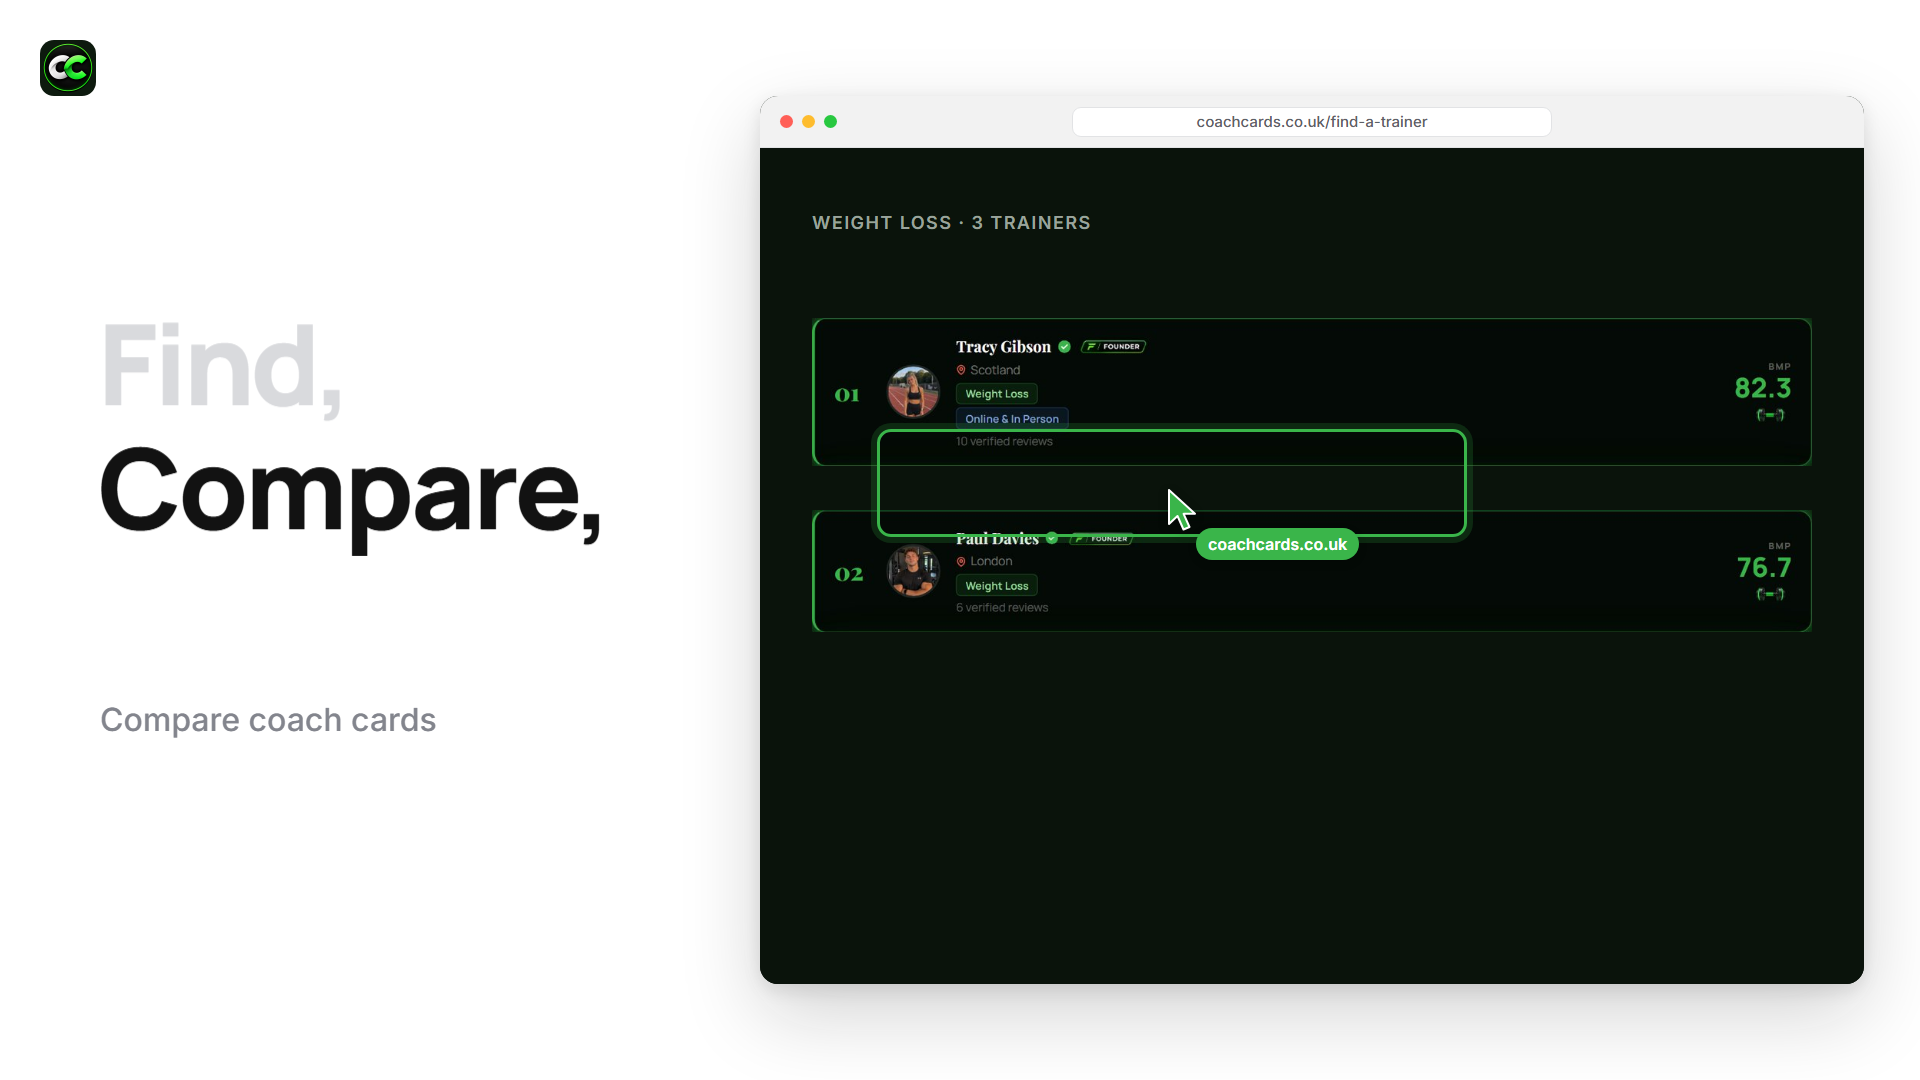 CC
Find,
Compare,
Compare coach cards
coachcards.co.uk/find-a-trainer
WEIGHT LOSS · 3 TRAINERS
01
Tracy Gibson
F / FOUNDER
Scotland
Weight Loss
Online & In Person
10 verified reviews
BMP
82.3
02
Paul Davies
F / FOUNDER
London
Weight Loss
6 verified reviews
BMP
76.7
coachcards.co.uk